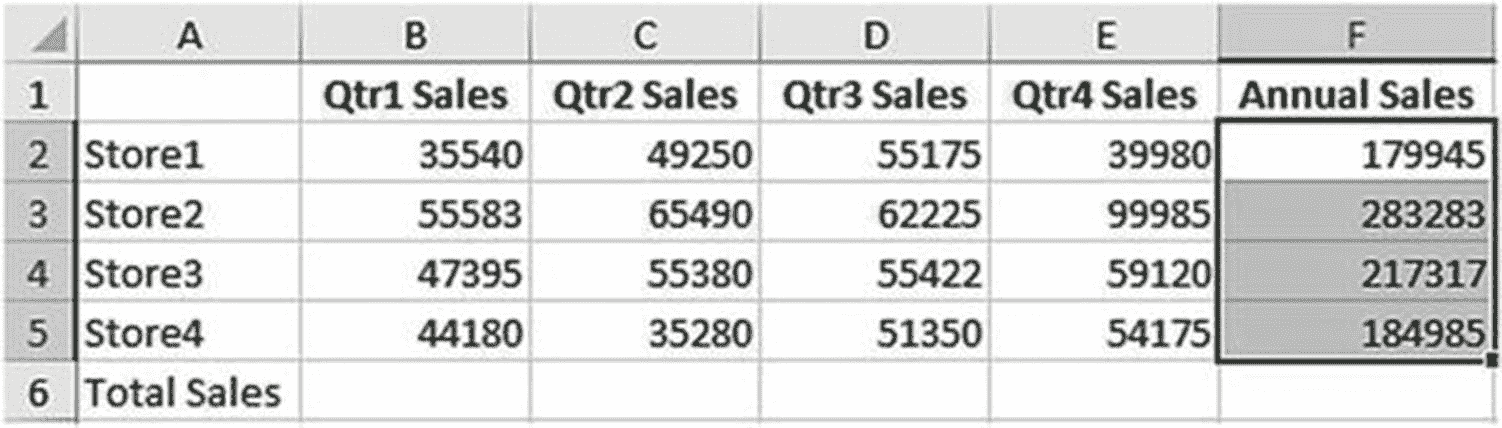 A B C D E F
1 Qtr1 Sales Qtr2 Sales Qtr3 Sales Qtr4 Sales Annual Sales
2 Store1 35540 49250 55175 39980 179945
3 Store2 55583 65490 62225 99985 283283
4 Store3 47395 55380 55422 59120 217317
5 Store4 44180 35280 51350 54175 184985
6 Total Sales